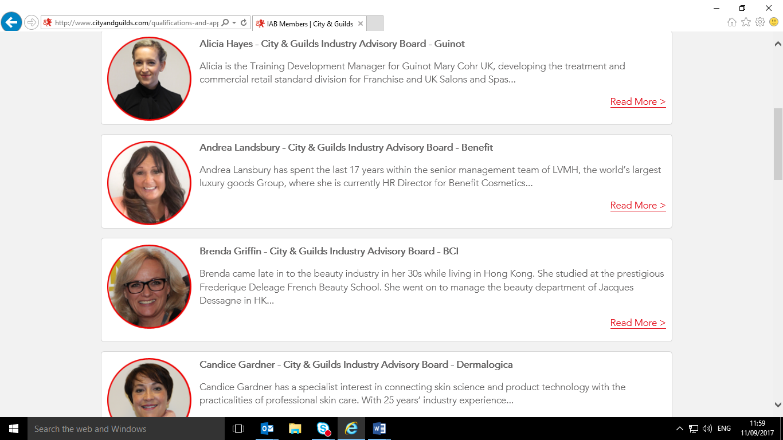 http://www.cityandguilds.com/qualifications-and-app
IAB Members | City & Guilds
Alicia Hayes - City & Guilds Industry Advisory Board - Guinot
Alicia is the Training Development Manager for Guinot Mary Cohr UK, developing the treatment and
commercial retail standard division for Franchise and UK Salons and Spas...
Read More >
Andrea Landsbury - City & Guilds Industry Advisory Board - Benefit
Andrea Lansbury has spent the last 17 years within the senior management team of LVMH, the world's largest
luxury goods Group, where she is currently HR Director for Benefit Cosmetics...
Read More >
Brenda Griffin - City & Guilds Industry Advisory Board - BCI
Brenda came late in to the beauty industry in her 30s while living in Hong Kong. She studied at the prestigious
Frederique Deleage French Beauty School. She went on to manage the beauty department of Jacques
Dessagne in HK...
Read More >
Candice Gardner - City & Guilds Industry Advisory Board - Dermalogica
Candice Gardner has a specialist interest in connecting skin science and product technology with the
practicalities of professional skin care. With 25 years' industry experience...
Search the web and Windows
ENG
11:59
11/09/2017